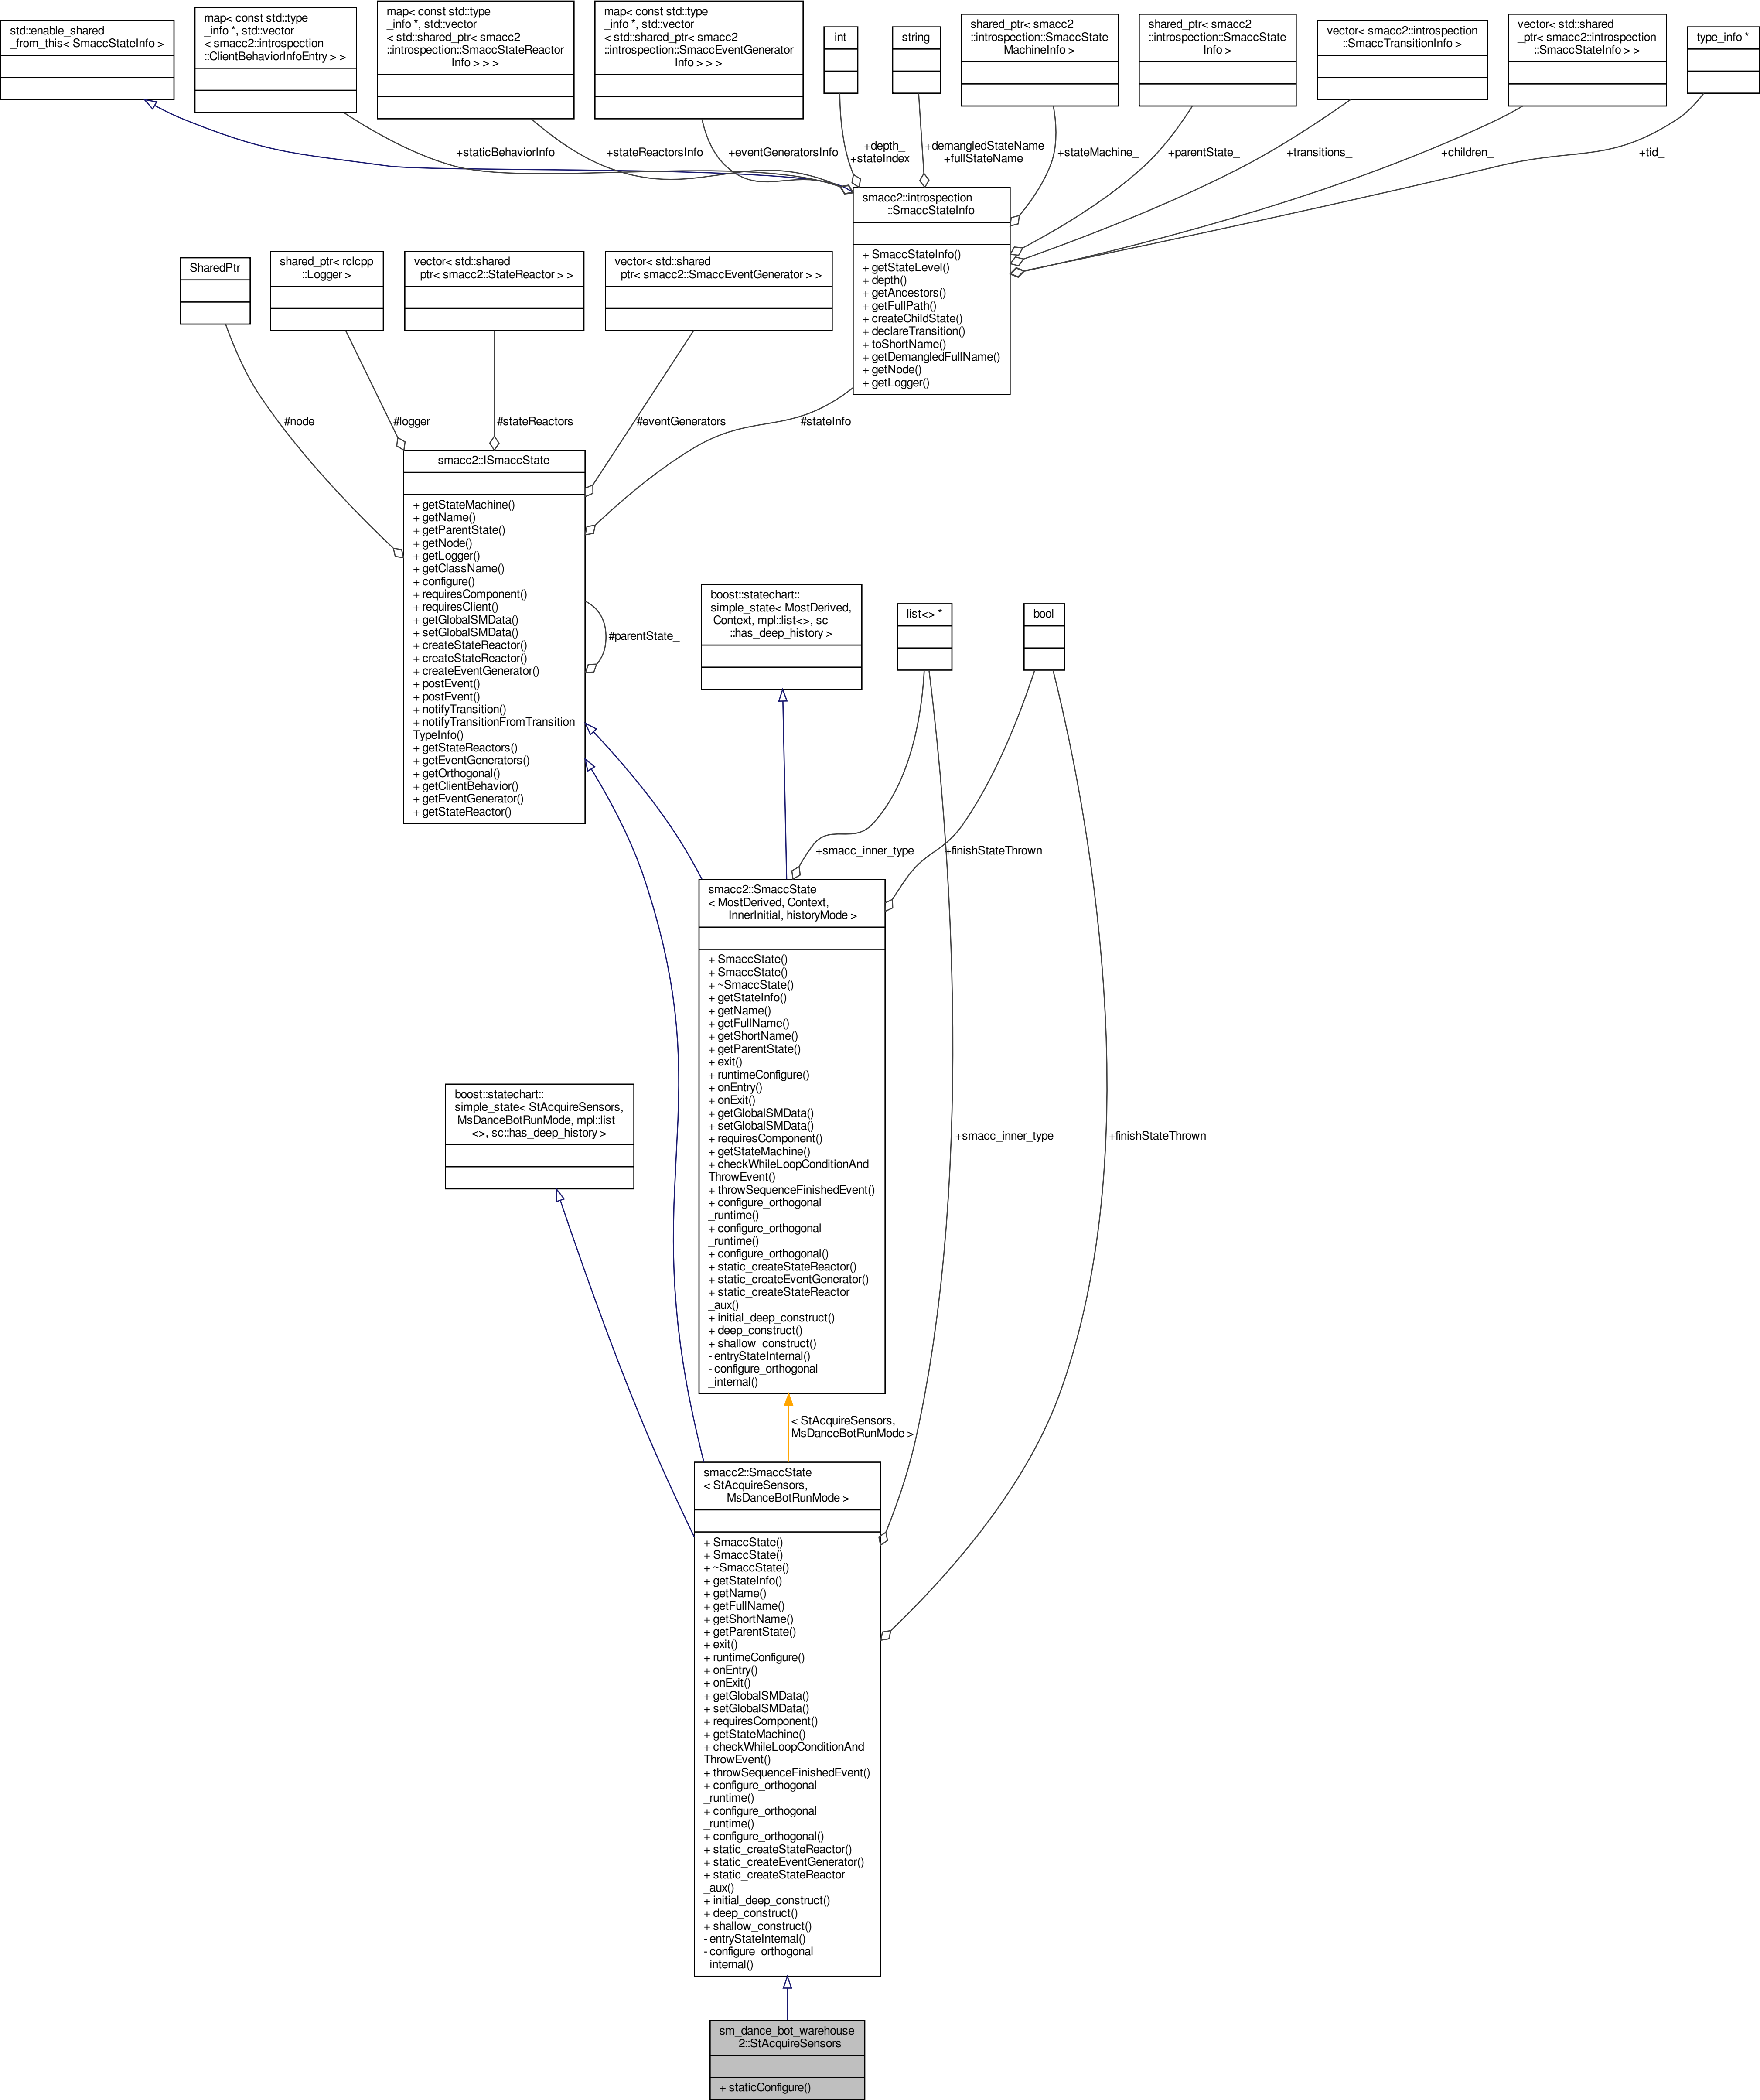 std::enable_shared
_from_this< SmaccStateInfo >
map< const std::type
_info *, std::vector
< smacc2::introspection
::ClientBehaviorInfoEntry > >
map< const std::type
_info *, std::vector
< std::shared_ptr< smacc2
::introspection::SmaccStateReactor
Info > > >
map< const std::type
_info *, std::vector
< std::shared_ptr< smacc2
::introspection::SmaccEventGenerator
Info > > >
int
string
shared_ptr< smacc2
::introspection::SmaccState
MachineInfo >
shared_ptr< smacc2
::introspection::SmaccState
Info >
vector< smacc2::introspection
::SmaccTransitionInfo >
vector< std::shared
_ptr< smacc2::introspection
::SmaccStateInfo > >
type_info *
+staticBehaviorInfo
+stateReactorsInfo
+eventGeneratorsInfo
+depth_
+stateIndex_
+demangledStateName
+fullStateName
+stateMachine_
+parentState_
+transitions_
+children_
+tid_
smacc2::introspection
::SmaccStateInfo
+ SmaccStateInfo()
+ getStateLevel()
+ depth()
+ getAncestors()
+ getFullPath()
+ createChildState()
+ declareTransition()
+ toShortName()
+ getDemangledFullName()
+ getNode()
+ getLogger()
SharedPtr
shared_ptr< rclcpp
::Logger >
vector< std::shared
_ptr< smacc2::StateReactor > >
vector< std::shared
_ptr< smacc2::SmaccEventGenerator > >
#node_
#logger_
#stateReactors_
#eventGenerators_
#stateInfo_
smacc2::ISmaccState
+ getStateMachine()
+ getName()
+ getParentState()
+ getNode()
+ getLogger()
+ getClassName()
+ configure()
+ requiresComponent()
+ requiresClient()
+ getGlobalSMData()
+ setGlobalSMData()
+ createStateReactor()
+ createStateReactor()
+ createEventGenerator()
+ postEvent()
+ postEvent()
+ notifyTransition()
+ notifyTransitionFromTransition
TypeInfo()
+ getStateReactors()
+ getEventGenerators()
+ getOrthogonal()
+ getClientBehavior()
+ getEventGenerator()
+ getStateReactor()
#parentState_
boost::statechart::
simple_state< MostDerived,
Context, mpl::list<>, sc
::has_deep_history >
list<> *
bool
+smacc_inner_type
+finishStateThrown
smacc2::SmaccState
< MostDerived, Context,
InnerInitial, historyMode >
+ SmaccState()
+ SmaccState()
+ ~SmaccState()
+ getStateInfo()
+ getName()
+ getFullName()
+ getShortName()
+ getParentState()
+ exit()
+ runtimeConfigure()
+ onEntry()
+ onExit()
+ getGlobalSMData()
+ setGlobalSMData()
+ requiresComponent()
+ getStateMachine()
+ checkWhileLoopConditionAnd
ThrowEvent()
+ throwSequenceFinishedEvent()
+ configure_orthogonal
_runtime()
+ configure_orthogonal
_runtime()
+ configure_orthogonal()
+ static_createStateReactor()
+ static_createEventGenerator()
+ static_createStateReactor
_aux()
+ initial_deep_construct()
+ deep_construct()
+ shallow_construct()
- entryStateInternal()
- configure_orthogonal
_internal()
boost::statechart::
simple_state< StAcquireSensors,
MsDanceBotRunMode, mpl::list
<>, sc::has_deep_history >
+smacc_inner_type
+finishStateThrown
< StAcquireSensors,
MsDanceBotRunMode >
smacc2::SmaccState
< StAcquireSensors,
MsDanceBotRunMode >
+ SmaccState()
+ SmaccState()
+ ~SmaccState()
+ getStateInfo()
+ getName()
+ getFullName()
+ getShortName()
+ getParentState()
+ exit()
+ runtimeConfigure()
+ onEntry()
+ onExit()
+ getGlobalSMData()
+ setGlobalSMData()
+ requiresComponent()
+ getStateMachine()
+ checkWhileLoopConditionAnd
ThrowEvent()
+ throwSequenceFinishedEvent()
+ configure_orthogonal
_runtime()
+ configure_orthogonal
_runtime()
+ configure_orthogonal()
+ static_createStateReactor()
+ static_createEventGenerator()
+ static_createStateReactor
_aux()
+ initial_deep_construct()
+ deep_construct()
+ shallow_construct()
- entryStateInternal()
- configure_orthogonal
_internal()
sm_dance_bot_warehouse
_2::StAcquireSensors
+ staticConfigure()